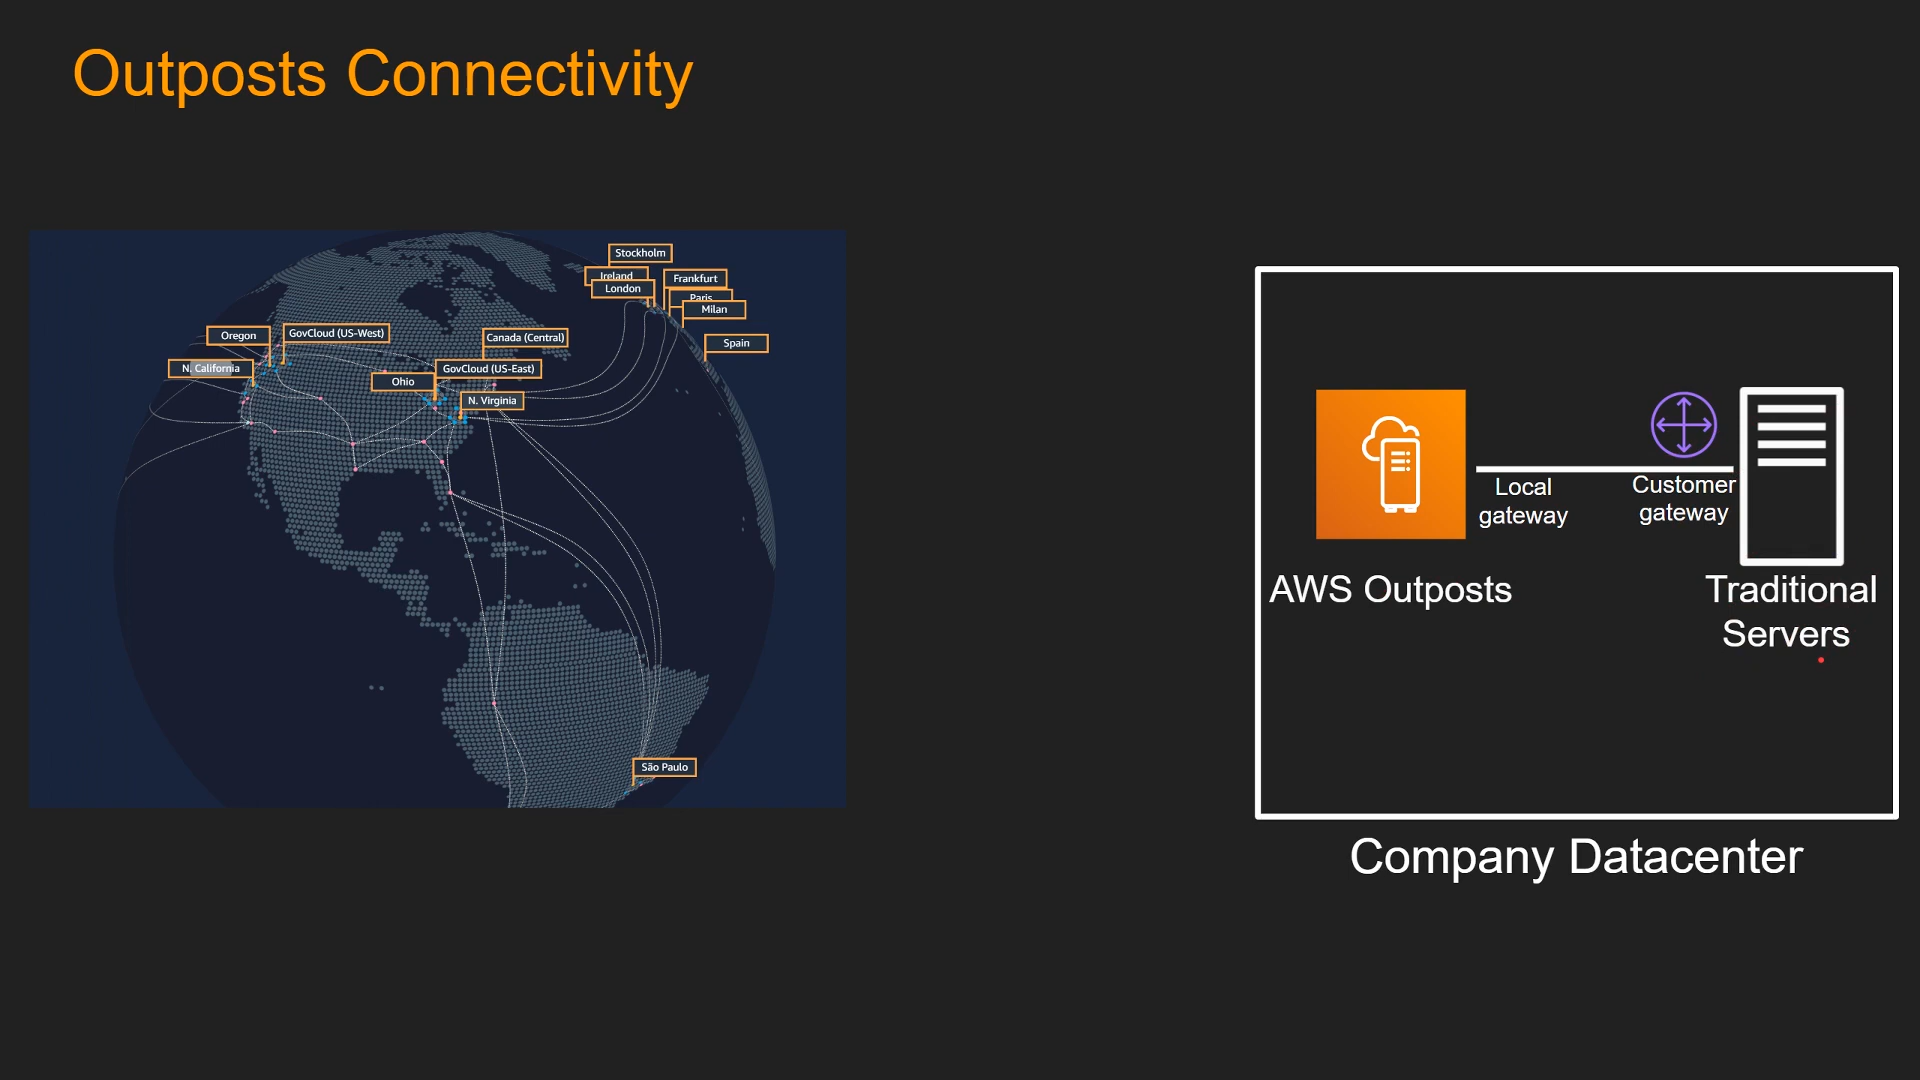 Outposts Connectivity
Stockholm
Ireland
London
Frankfurt
Paris
Milan
Spain
Oregon
GovCloud (US-West)
Canada (Central)
N. California
GovCloud (US-East)
Ohio
N. Virginia
São Paulo
Local
gateway
Customer
gateway
AWS Outposts
Traditional
Servers
Company Datacenter